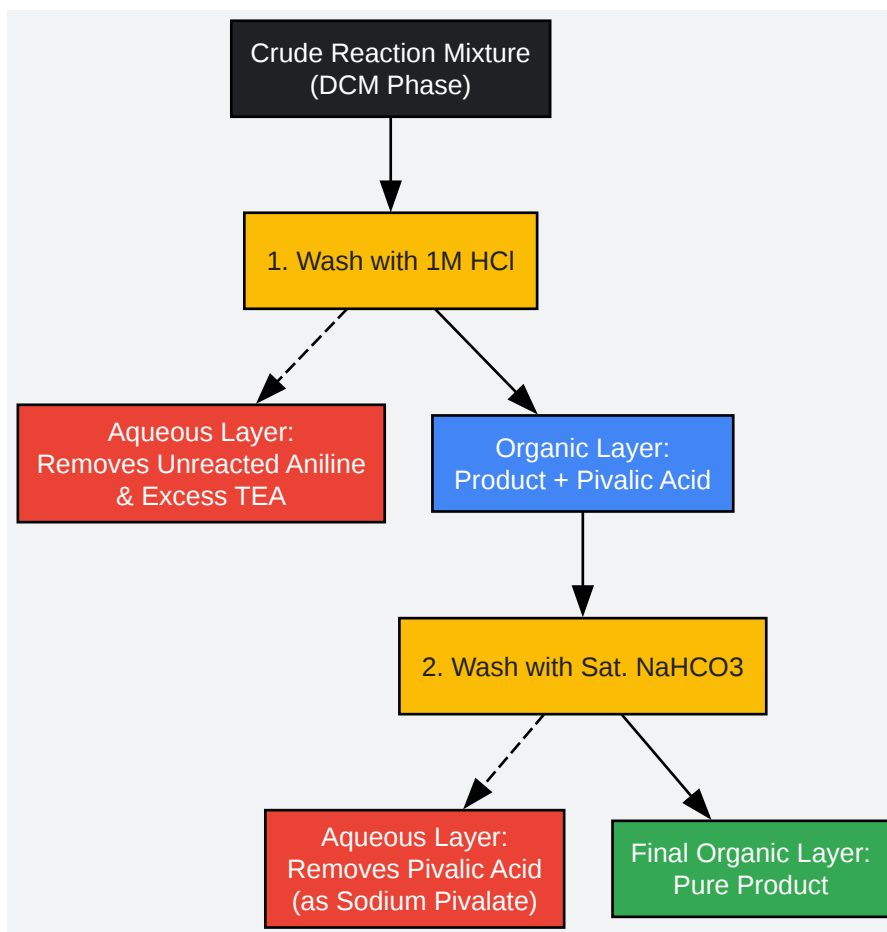 Crude Reaction Mixture
(DCM Phase)
1. Wash with 1M HCl
Aqueous Layer:
Removes Unreacted Aniline
& Excess TEA
Organic Layer:
Product + Pivalic Acid
2. Wash with Sat. NaHCO3
Aqueous Layer:
Removes Pivalic Acid
(as Sodium Pivalate)
Final Organic Layer:
Pure Product